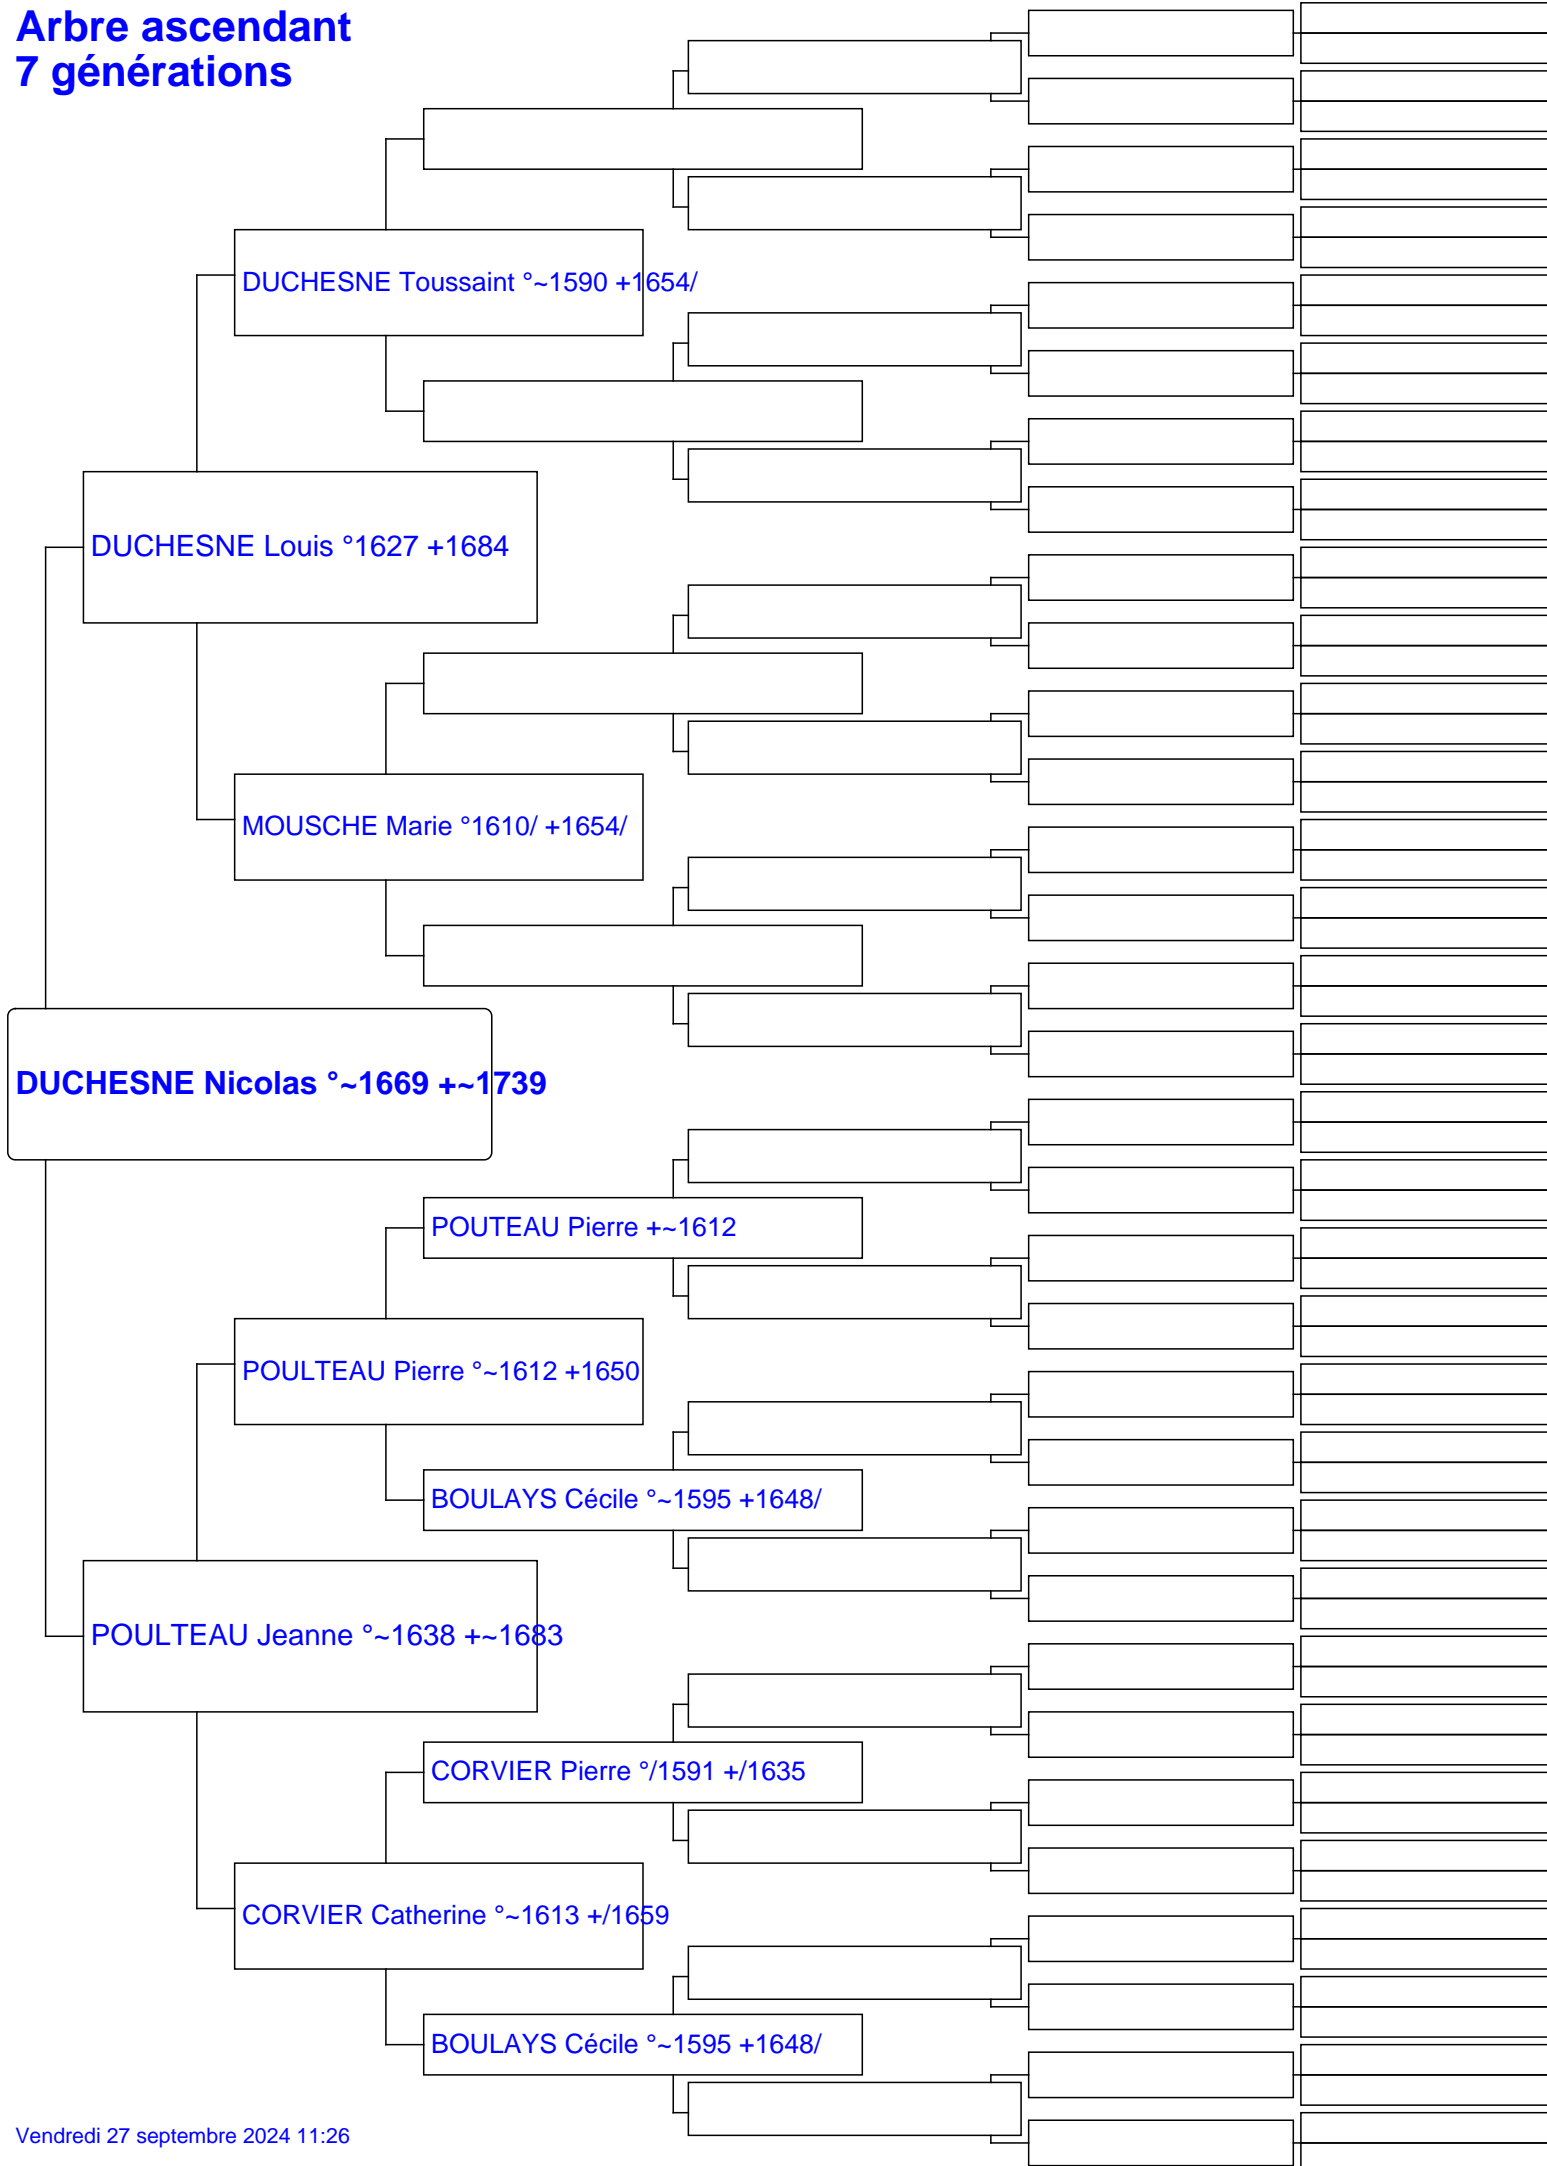 Arbre ascendant
7 générations
DUCHESNE Toussaint °~1590 +1654/
DUCHESNE Louis °1627 +1684
MOUSCHE Marie °1610/ +1654/
DUCHESNE Nicolas °~1669 +~1739
POUTEAU Pierre +~1612
POULTEAU Pierre °~1612 +1650
BOULAYS Cécile °~1595 +1648/
POULTEAU Jeanne °~1638 +~1683
CORVIER Pierre °/1591 +/1635
CORVIER Catherine °~1613 +/1659
BOULAYS Cécile °~1595 +1648/
Vendredi 27 septembre 2024 11:26